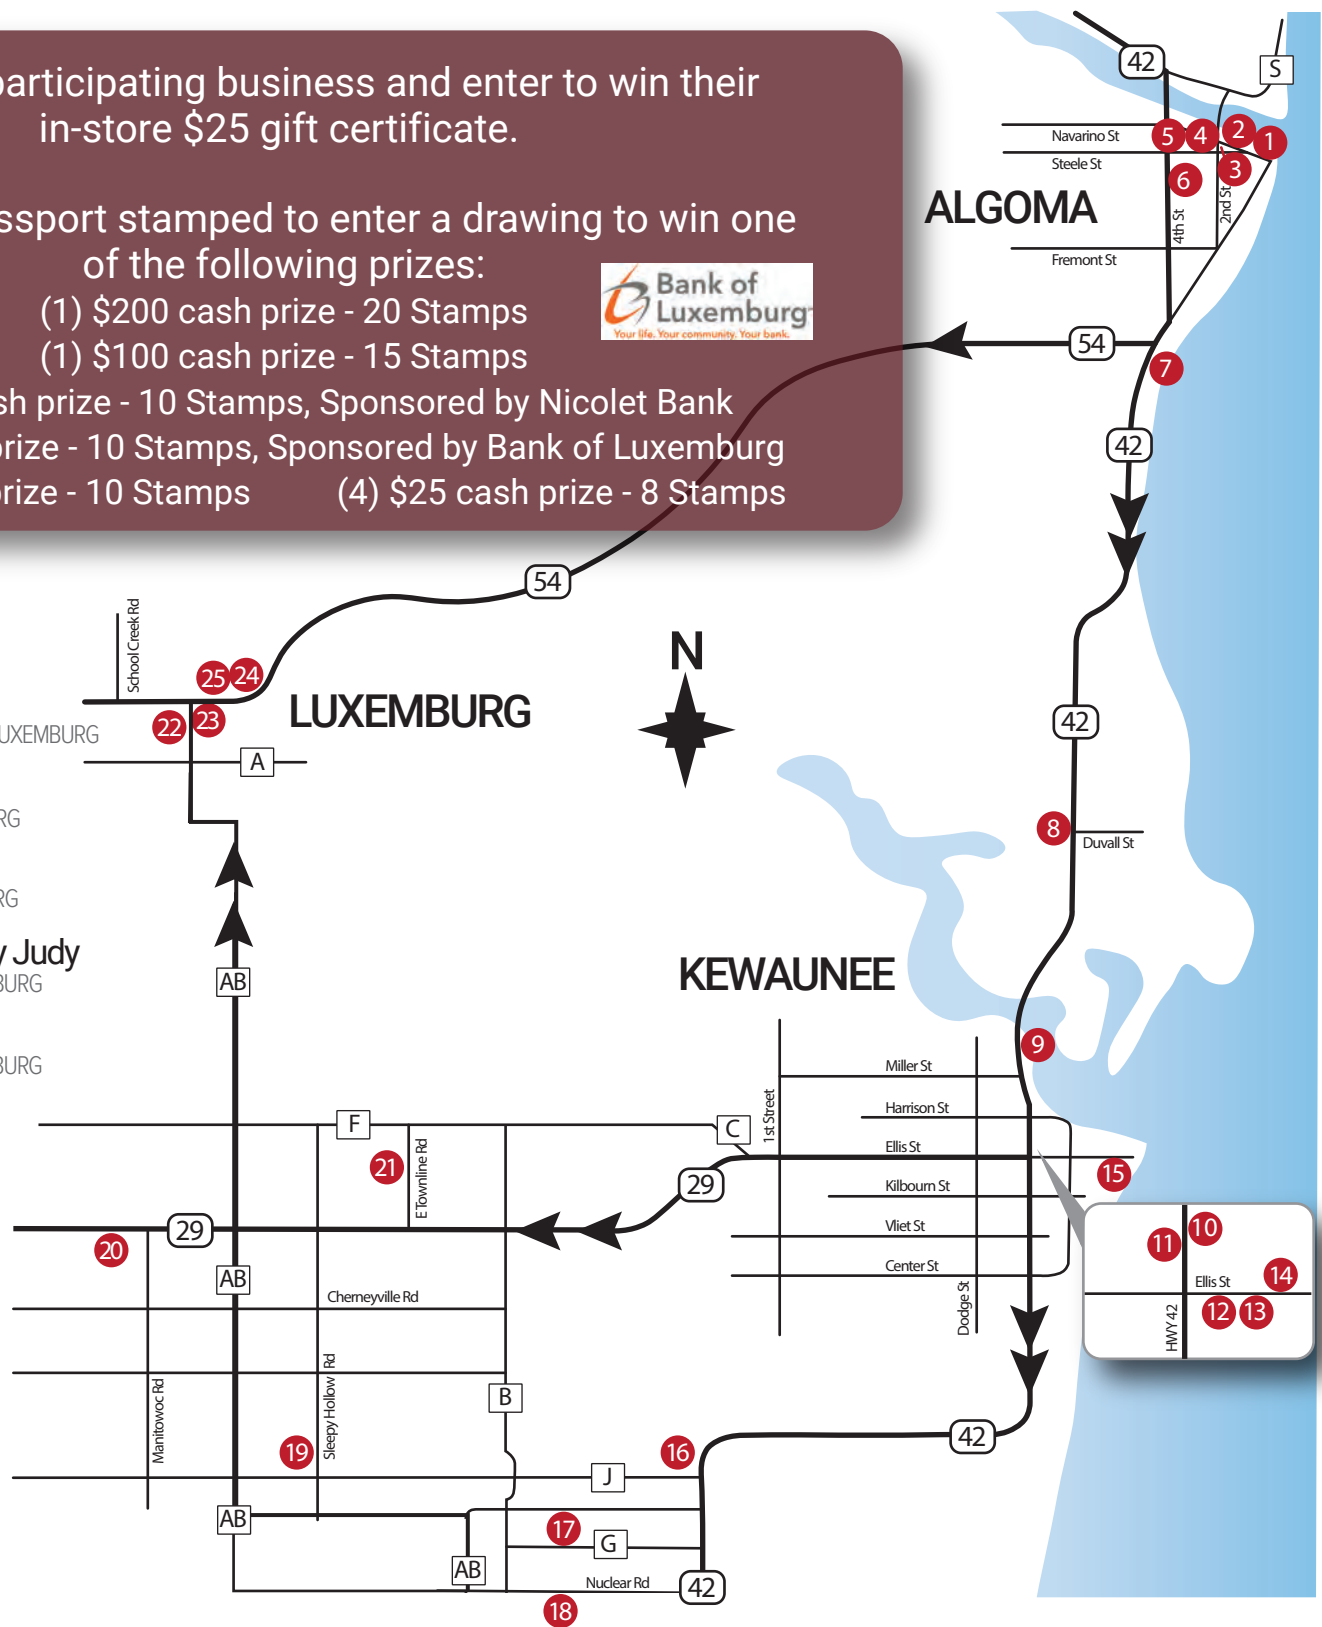 participating business and enter to win their
in-store $25 gift certificate.
ssport stamped to enter a drawing to win one
of the following prizes:
(1) $200 cash prize - 20 Stamps
(1) $100 cash prize - 15 Stamps
sh prize - 10 Stamps, Sponsored by Nicolet Bank
prize - 10 Stamps, Sponsored by Bank of Luxemburg
prize - 10 Stamps (4) $25 cash prize - 8 Stamps
Bank of
Luxemburg
Your life. Your community. Your bank.
42
S
Navarino St
5
4
2
1
Steele St
3
6
ALGOMA
4th St
2nd St
Fremont St
54
7
42
54
School Creek Rd
25
24
N
LUXEMBURG
22
23
42
UXEMBURG
A
RG
8
Duvall St
RG
y Judy
BURG
AB
KEWAUNEE
9
BURG
Miller St
1st Street
Harrison St
F
C
Ellis St
21
E Townline Rd
15
29
Kilbourn St
20
29
Vliet St
11
10
AB
Center St
14
Ellis St
Cherneyville Rd
Dodge St
12
13
HWY 42
Manitowoc Rd
Sleepy Hollow Rd
B
19
16
42
J
AB
17
G
AB
Nuclear Rd
42
18